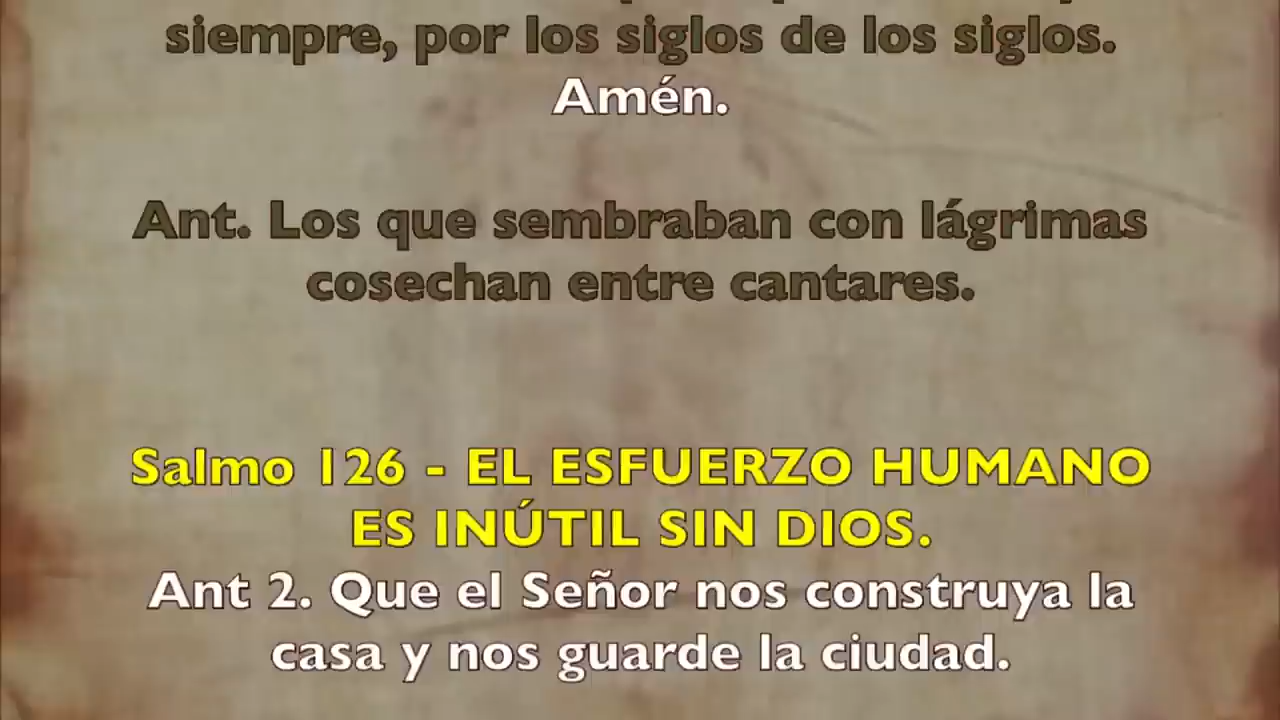 siempre, por los siglos de los siglos.
Amén.
Ant. Los que sembraban con lágrimas
cosechan entre cantares.
Salmo 126 - EL ESFUERZO HUMANO
ES INÚTIL SIN DIOS.
Ant 2. Que el Señor nos construya la
casa y nos guarde la ciudad.